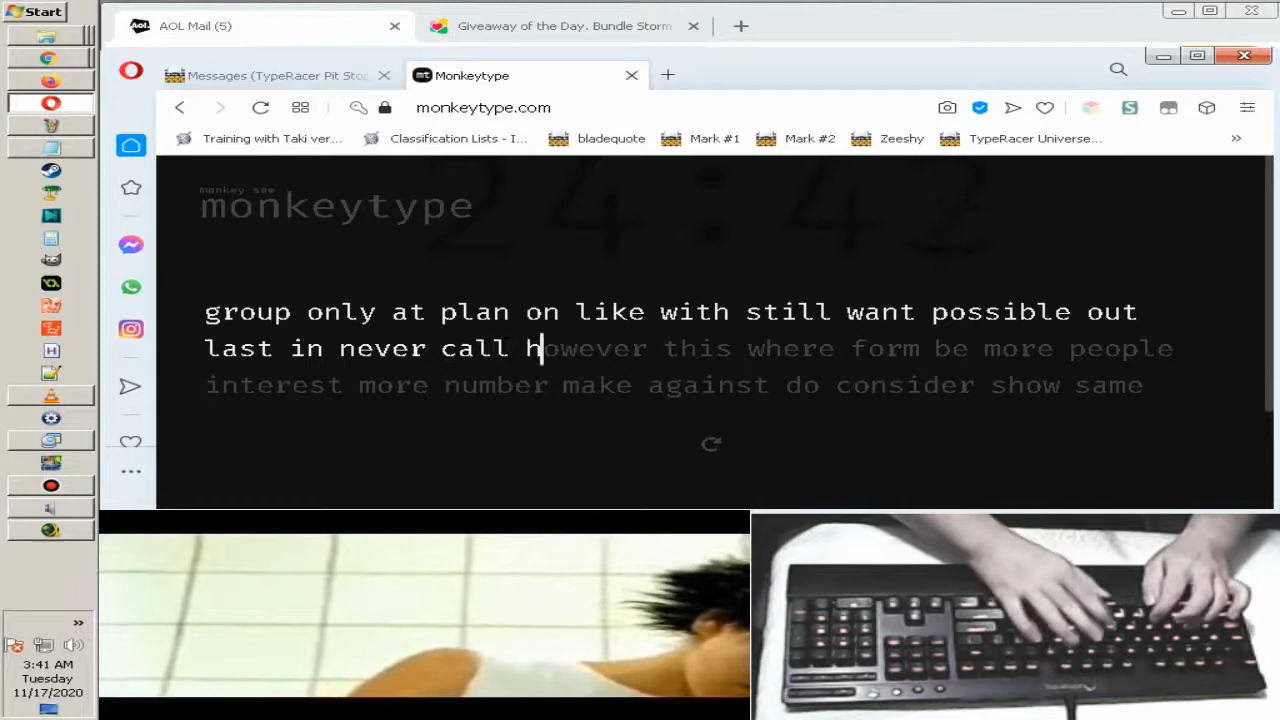 Start
AOL Mail (5)
Giveaway of the Day. Bundle Storm
Messages (TypeRacer Pit Sto
mt Monkeytype
monkeytype.com
Training with Taki ver...
Classification Lists - I...
bladequote
Mark #1
Mark #2
Zeeshy
TypeRacer Universe...
24:42
monkey see
monkeytype
group only at plan on like with still want possible out
last in never call however this where form be more people
interest more number make against do consider show same
3:41 AM
Tuesday
11/17/2020